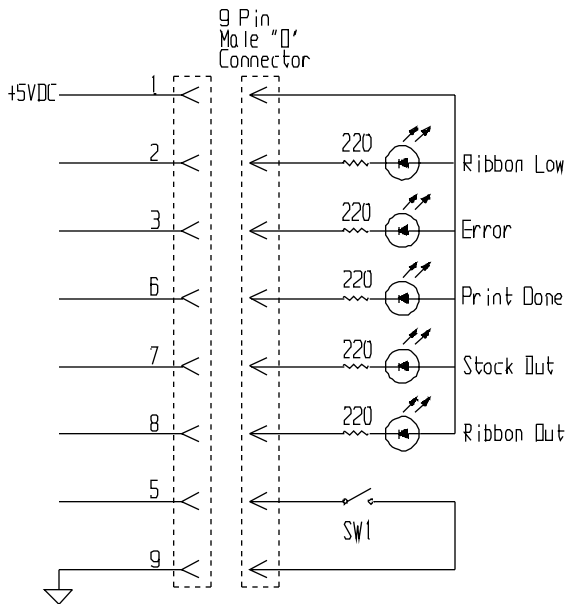 9 Pin
Male "D"
Connector
+5VDC
1
2
220
Ribbon Low
3
220
Error
6
220
Print Done
7
220
Stock Out
8
220
Ribbon Out
5
SW1
9